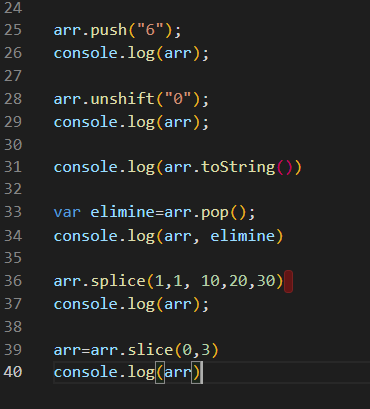 24
25 arr.push("6");
26 console.log(arr);
27
28 arr.unshift("0");
29 console.log(arr);
30
31 console.log(arr.toString())
32
33 var elimine=arr.pop();
34 console.log(arr, elimine)
35
36 arr.splice(1,1, 10,20,30)
37 console.log(arr);
38
39 arr=arr.slice(0,3)
40 console.log(arr)